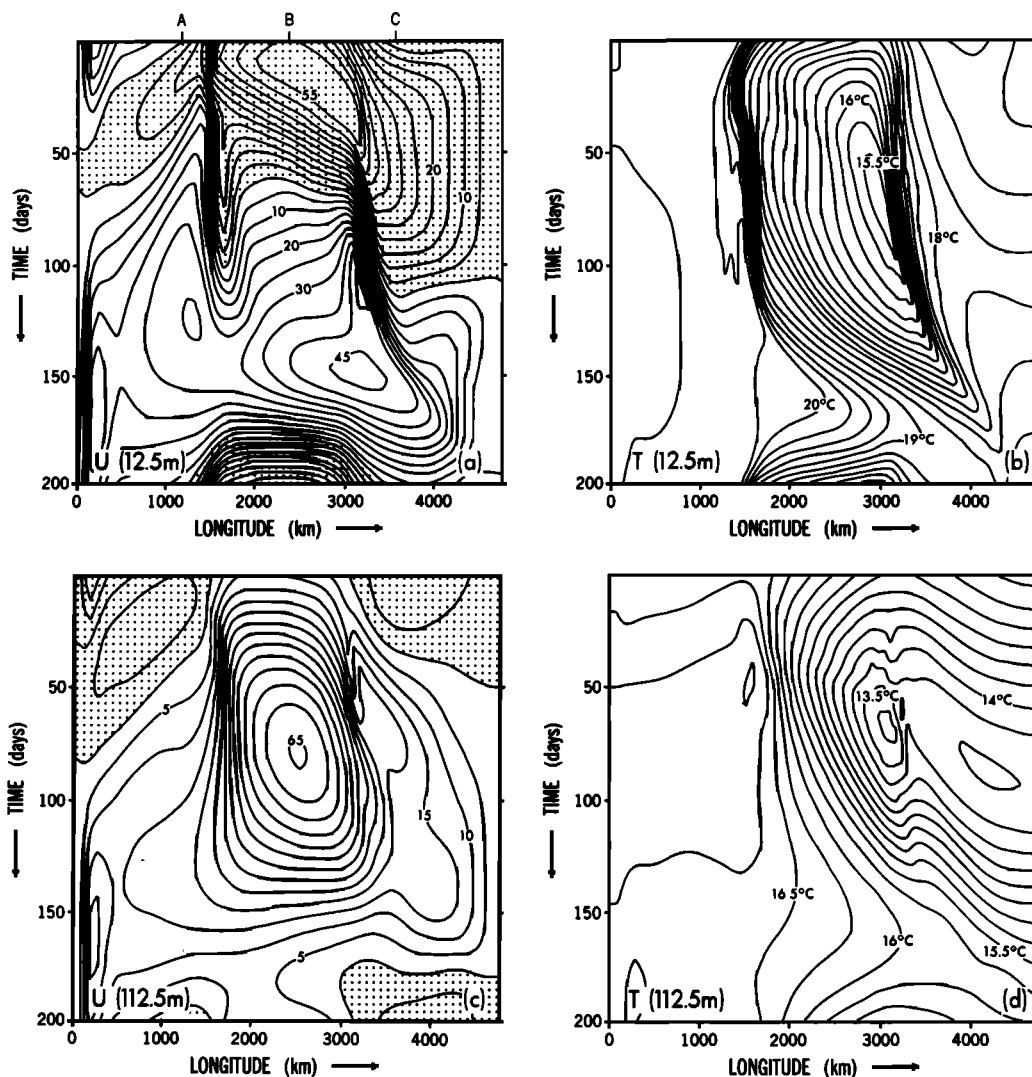 A B C
55
50
20
10
10
20
100
30
150
45
U (12.5m)
(a)
200
0 1000 2000 3000 4000
LONGITUDE (km)
TIME (days)
16°C
50
15.5°C
18°C
100
150
20°C
19°C
T (12.5m)
(b)
200
0 1000 2000 3000 4000
LONGITUDE (km)
TIME (days)
50
5
65
100
15
10
150
5
U (112.5m)
(c)
200
0 1000 2000 3000 4000
LONGITUDE (km)
TIME (days)
50
13.5°C
14°C
100
16 5°C
150
16°C
15.5°C
T (112.5m)
(d)
200
0 1000 2000 3000 4000
LONGITUDE (km)
TIME (days)